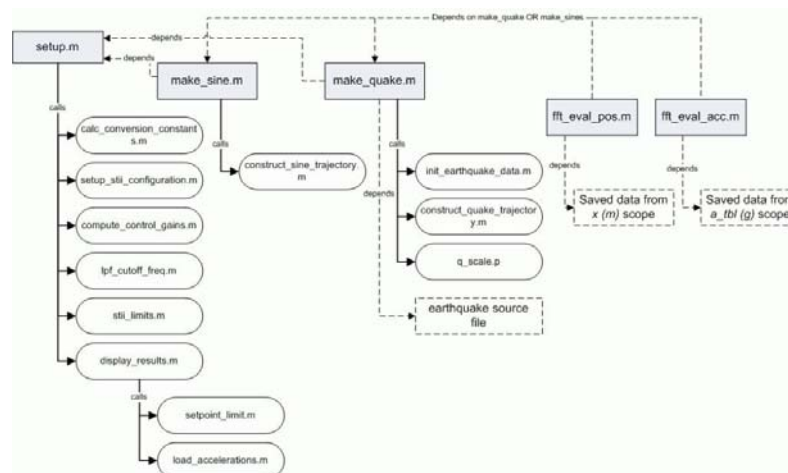 Depends on make_quake OR make_sines
setup.m
depends
depends
make_sine.m
make_quake.m
fft_eval_pos.m
fft_eval_acc.m
calls
calc_conversion_constant
s.m
setup_stii_configuration.m
compute_control_gains.m
lpf_cutoff_freq.m
stii_limits.m
display_results.m
calls
setpoint_limit.m
load_accelerations.m
calls
construct_sine_trajectory.
m
calls
depends
init_earthquake_data.m
construct_quake_trajector
y.m
q_scale.p
earthquake source
file
depends
Saved data from
x (m) scope
depends
Saved data from
a_tbl (g) scope